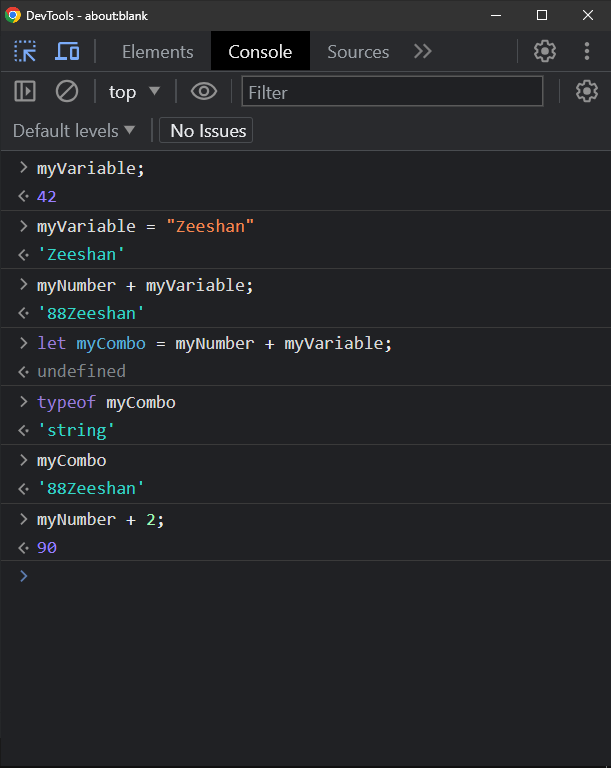 DevTools - about:blank
Elements Console Sources
top Filter
Default levels No Issues
myVariable;
42
myVariable = "Zeeshan"
'Zeeshan'
myNumber + myVariable;
'88Zeeshan'
let myCombo = myNumber + myVariable;
undefined
typeof myCombo
'string'
myCombo
'88Zeeshan'
myNumber + 2;
90